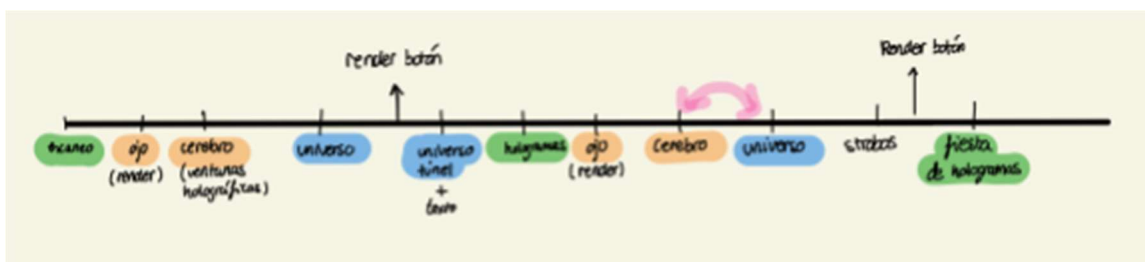 render botón
Render botón
ojo
(render)
cerebro
(ventanas
holográficas)
universo
universo
túnel
+
texto
hologramas
ojo
(render)
cerebro
universo
strobos
fiesta
de hologramas